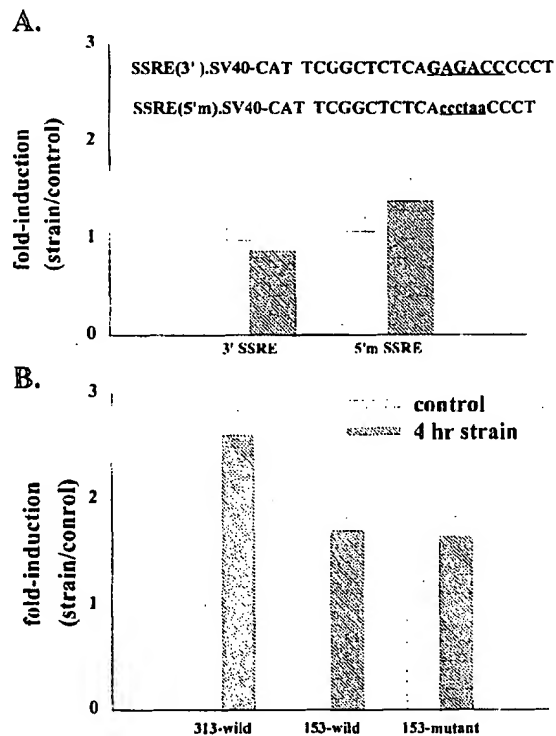 A.
3
SSRE(3').SV40-CAT TCGGCTCTCAGAGACCCCCT
SSRE(5'm).SV40-CAT TCGGCTCTCAccctaaCCCT
2
1
0
fold-induction
(strain/control)
3' SSRE 5'm SSRE
B.
3
control
4 hr strain
2
1
0
fold-induction
(strain/conrol)
313-wild 153-wild 153-mutant